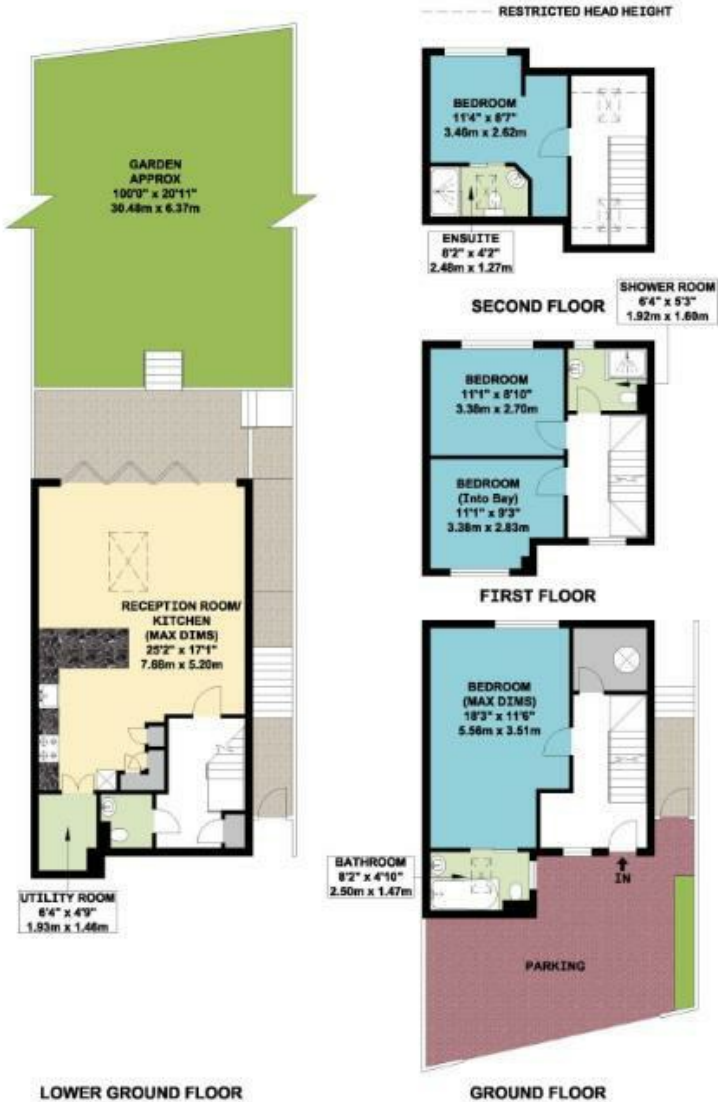 RESTRICTED HEAD HEIGHT
BEDROOM
11'4" x 8'7"
3.46m x 2.62m
ENSUITE
8'2" x 4'2"
2.48m x 1.27m
SECOND FLOOR
SHOWER ROOM
6'4" x 5'3"
1.92m x 1.60m
BEDROOM
11'1" x 8'10"
3.38m x 2.70m
BEDROOM
(Into Bay)
11'1" x 9'3"
3.38m x 2.83m
FIRST FLOOR
GARDEN
APPROX
100'0" x 20'11"
30.48m x 6.37m
RECEPTION ROOM/
KITCHEN
(MAX DIMS)
25'2" x 17'1"
7.66m x 5.20m
UTILITY ROOM
6'4" x 4'9"
1.93m x 1.46m
LOWER GROUND FLOOR
BEDROOM
(MAX DIMS)
18'3" x 11'6"
5.56m x 3.51m
BATHROOM
8'2" x 4'10"
2.50m x 1.47m
IN
PARKING
GROUND FLOOR